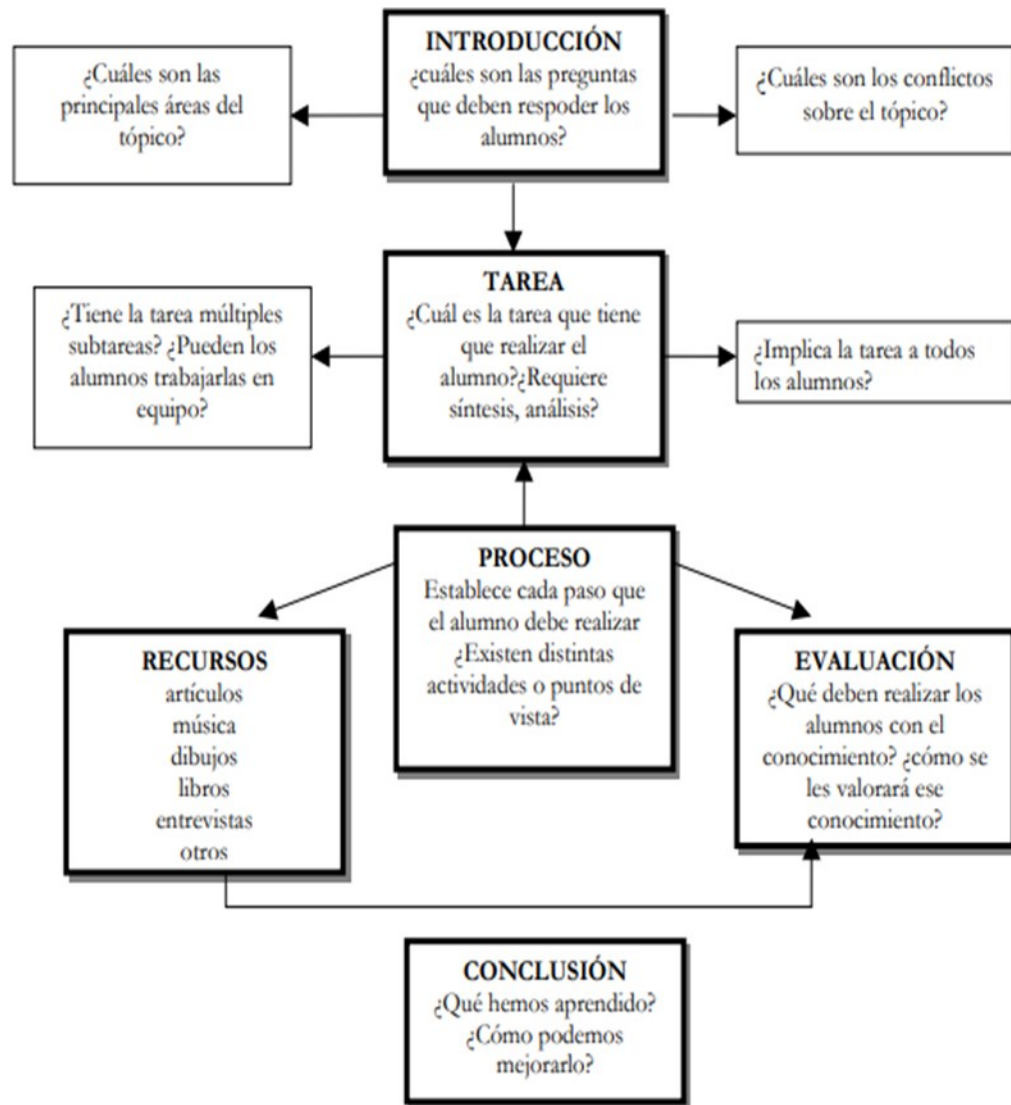 INTRODUCCIÓN
¿cuáles son las preguntas
que deben respoder los
alumnos?
¿Cuáles son las
principales áreas del
tópico?
¿Cuáles son los conflictos
sobre el tópico?
TAREA
¿Cuál es la tarea que tiene
que realizar el
alumno?¿Requiere
síntesis, análisis?
¿Tiene la tarea múltiples
subtareas? ¿Pueden los
alumnos trabajarlas en
equipo?
¿Implica la tarea a todos
los alumnos?
PROCESO
Establece cada paso que
el alumno debe realizar
¿Existen distintas
actividades o puntos de
vista?
RECURSOS
artículos
música
dibujos
libros
entrevistas
otros
EVALUACIÓN
¿Qué deben realizar los
alumnos con el
conocimiento? ¿cómo se
les valorará ese
conocimiento?
CONCLUSIÓN
¿Qué hemos aprendido?
¿Cómo podemos
mejorarlo?